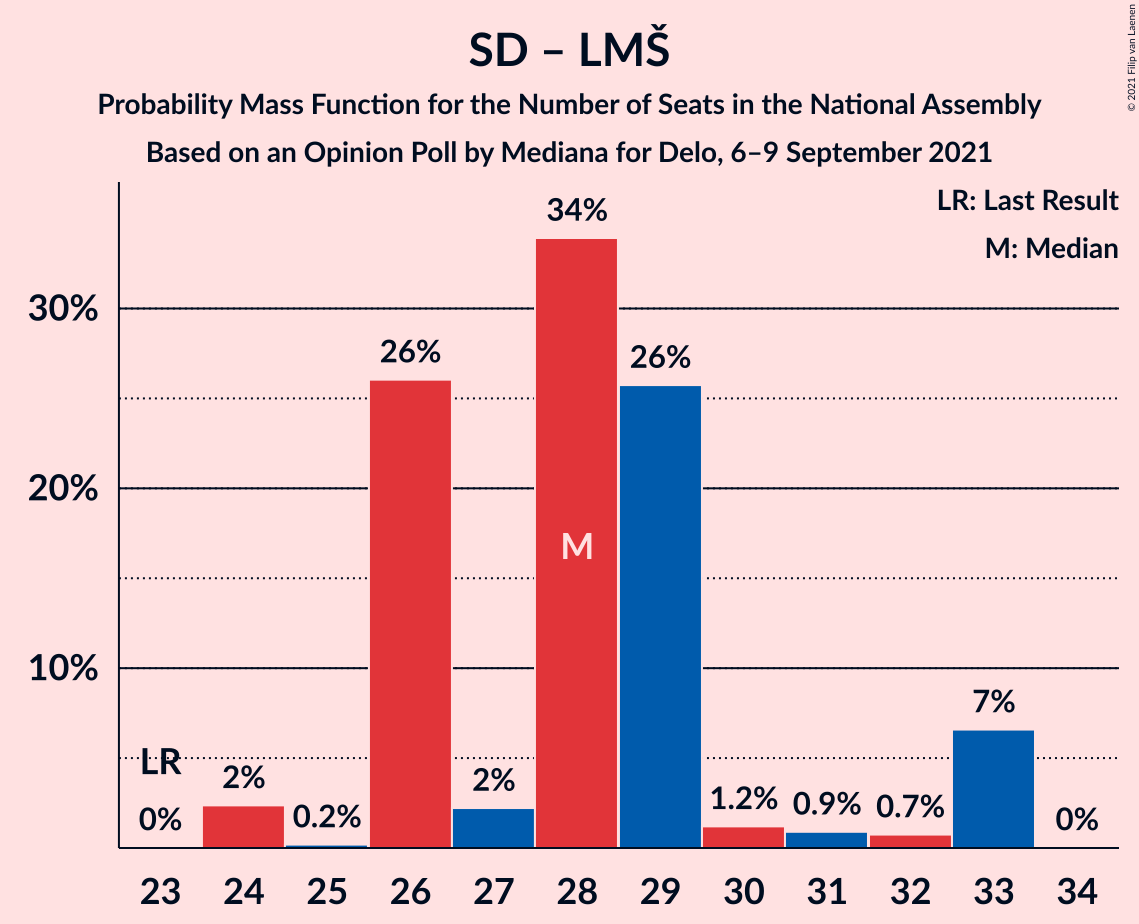 SD – LMŠ
Probability Mass Function for the Number of Seats in the National Assembly
Based on an Opinion Poll by Mediana for Delo, 6–9 September 2021
© 2021 Filip van Laenen
LR: Last Result
M: Median
30%
20%
10%
LR
0%
2%
0.2%
26%
2%
34%
M
26%
1.2%
0.9%
0.7%
7%
0%
23 24 25 26 27 28 29 30 31 32 33 34